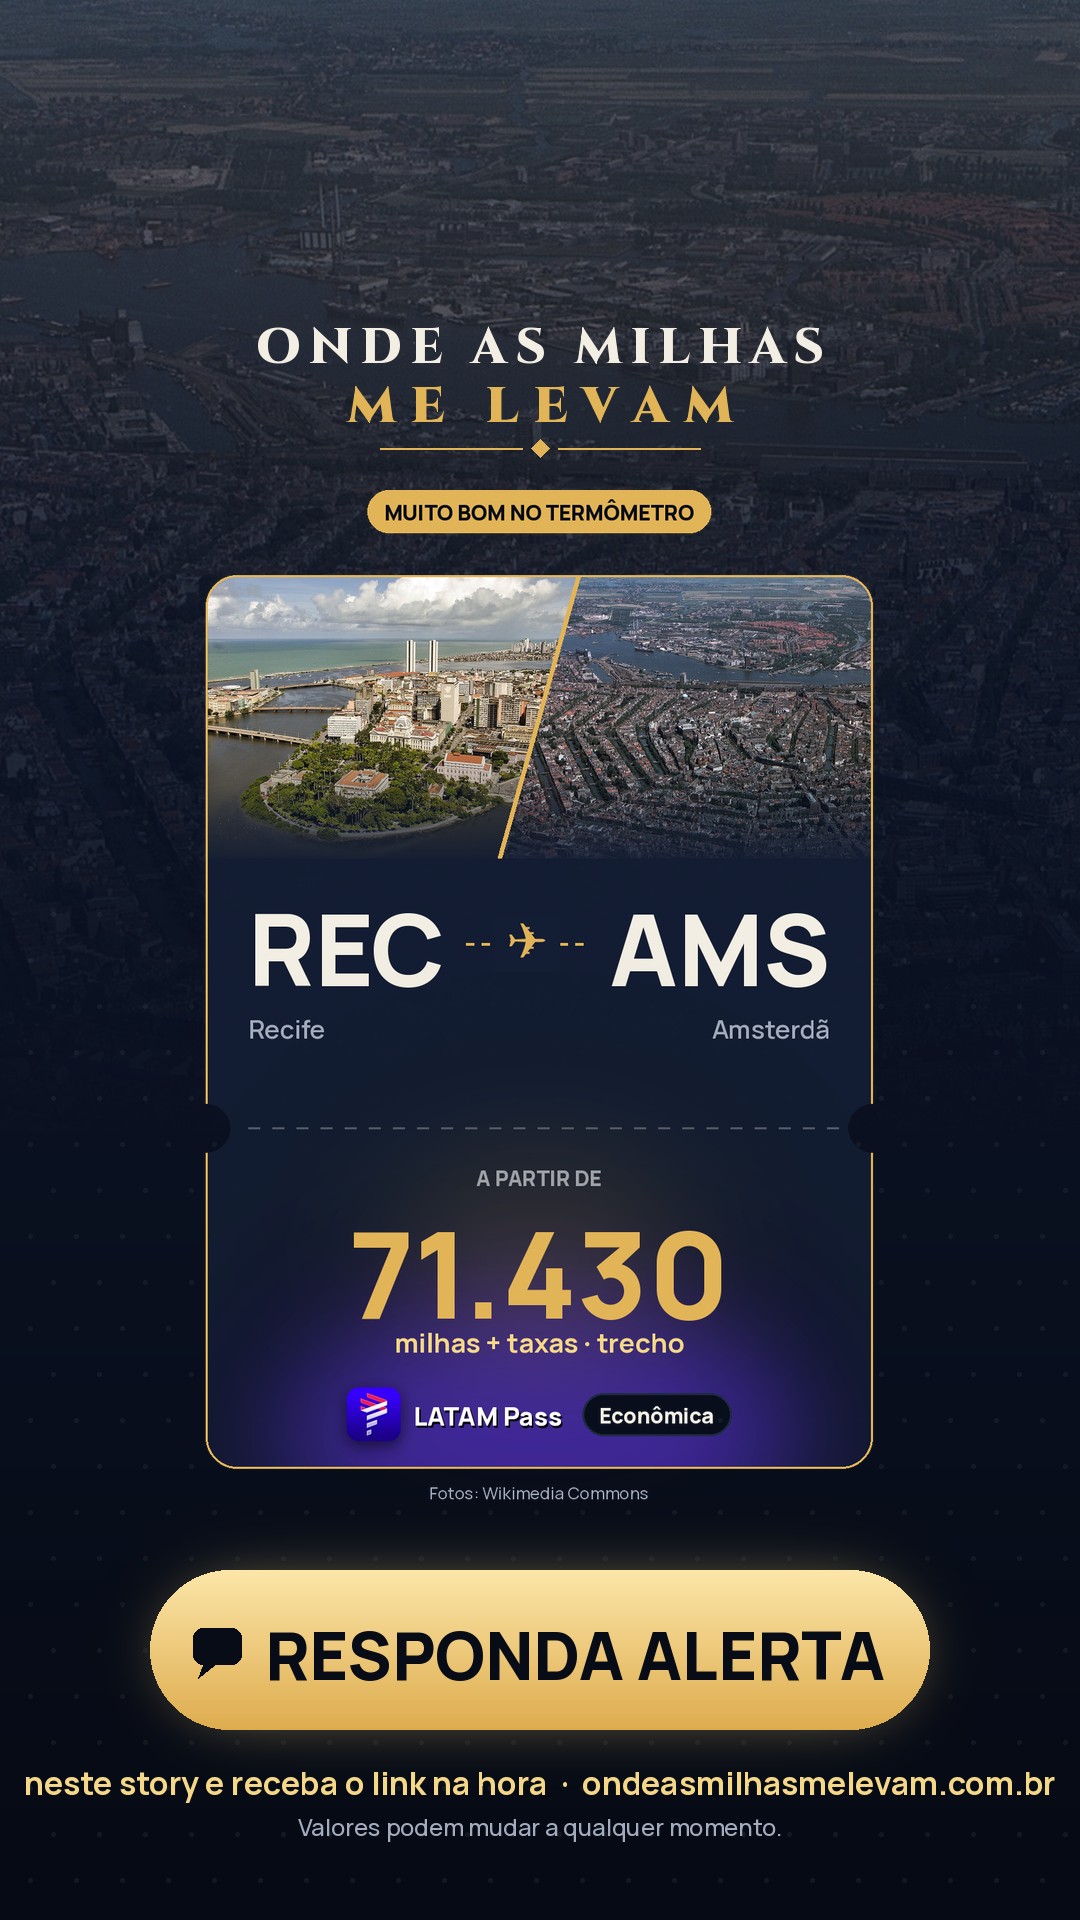 ONDE AS MILHAS
ME LEVAM
MUITO BOM NO TERMÔMETRO
REC -- ✈ -- AMS
Recife Amsterdã
A PARTIR DE
71.430
milhas + taxas · trecho
LATAM Pass Econômica
Fotos: Wikimedia Commons
RESPONDA ALERTA
neste story e receba o link na hora · ondeasmilhasmelevam.com.br
Valores podem mudar a qualquer momento.